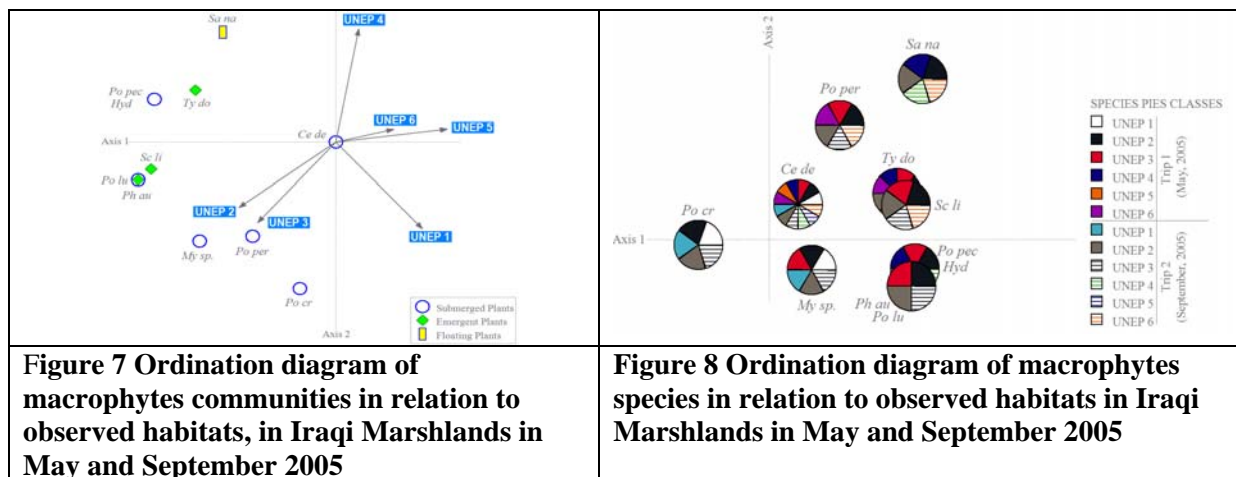 Sa na
UNEP 4
Po pec
Hyd
Ty do
Ce de
UNEP 6
UNEP 5
Axis 1
Sc li
Po lu
Ph au
UNEP 2
UNEP 3
UNEP 1
My sp.
Po per
Po cr
Submerged Plants
Emergent Plants
Floating Plants
Axis 2
Axis 2
Sa na
Po per
Ce de
Ty do
Sc li
Po cr
Axis 1
Po pec
Hyd
My sp.
Ph au
Po lu
SPECIES PIES CLASSES
UNEP 1
UNEP 2
UNEP 3
UNEP 4
UNEP 5
UNEP 6
Trip 1
(May, 2005)
UNEP 1
UNEP 2
UNEP 3
UNEP 4
UNEP 5
UNEP 6
Trip 2
(September, 2005)
Figure 7 Ordination diagram of
macrophytes communities in relation to
observed habitats, in Iraqi Marshlands in
May and September 2005
Figure 8 Ordination diagram of macrophytes
species in relation to observed habitats in Iraqi
Marshlands in May and September 2005